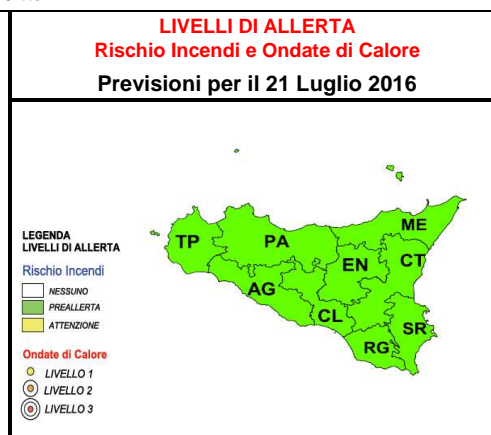 LIVELLI DI ALLERTA
Rischio Incendi e Ondate di Calore
Previsioni per il 21 Luglio 2016
LEGENDA
LIVELLI DI ALLERTA
Rischio Incendi
NESSUNO
PREALLERTA
ATTENZIONE
Ondate di Calore
LIVELLO 1
LIVELLO 2
LIVELLO 3
TP
PA
ME
EN
CT
AG
CL
SR
RG